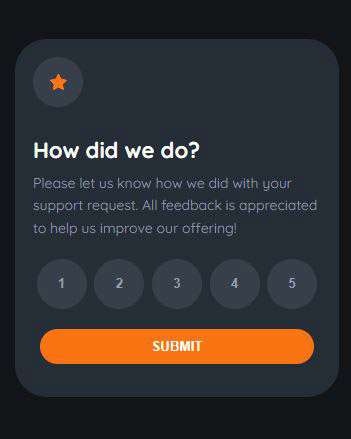 How did we do?
Please let us know how we did with your
support request. All feedback is appreciated
to help us improve our offering!
1 2 3 4 5
SUBMIT